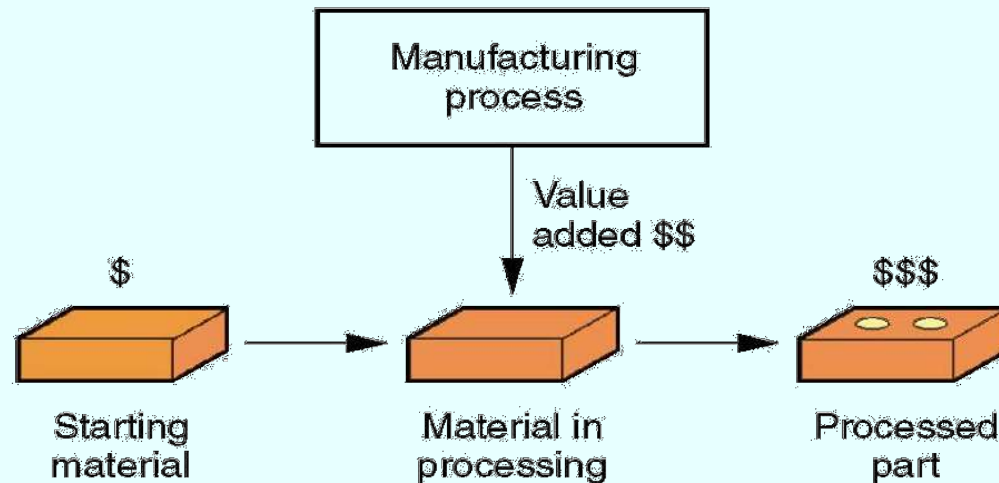 Manufacturing
process
Value
added $$
$
$$$
Starting
material
Material in
processing
Processed
part